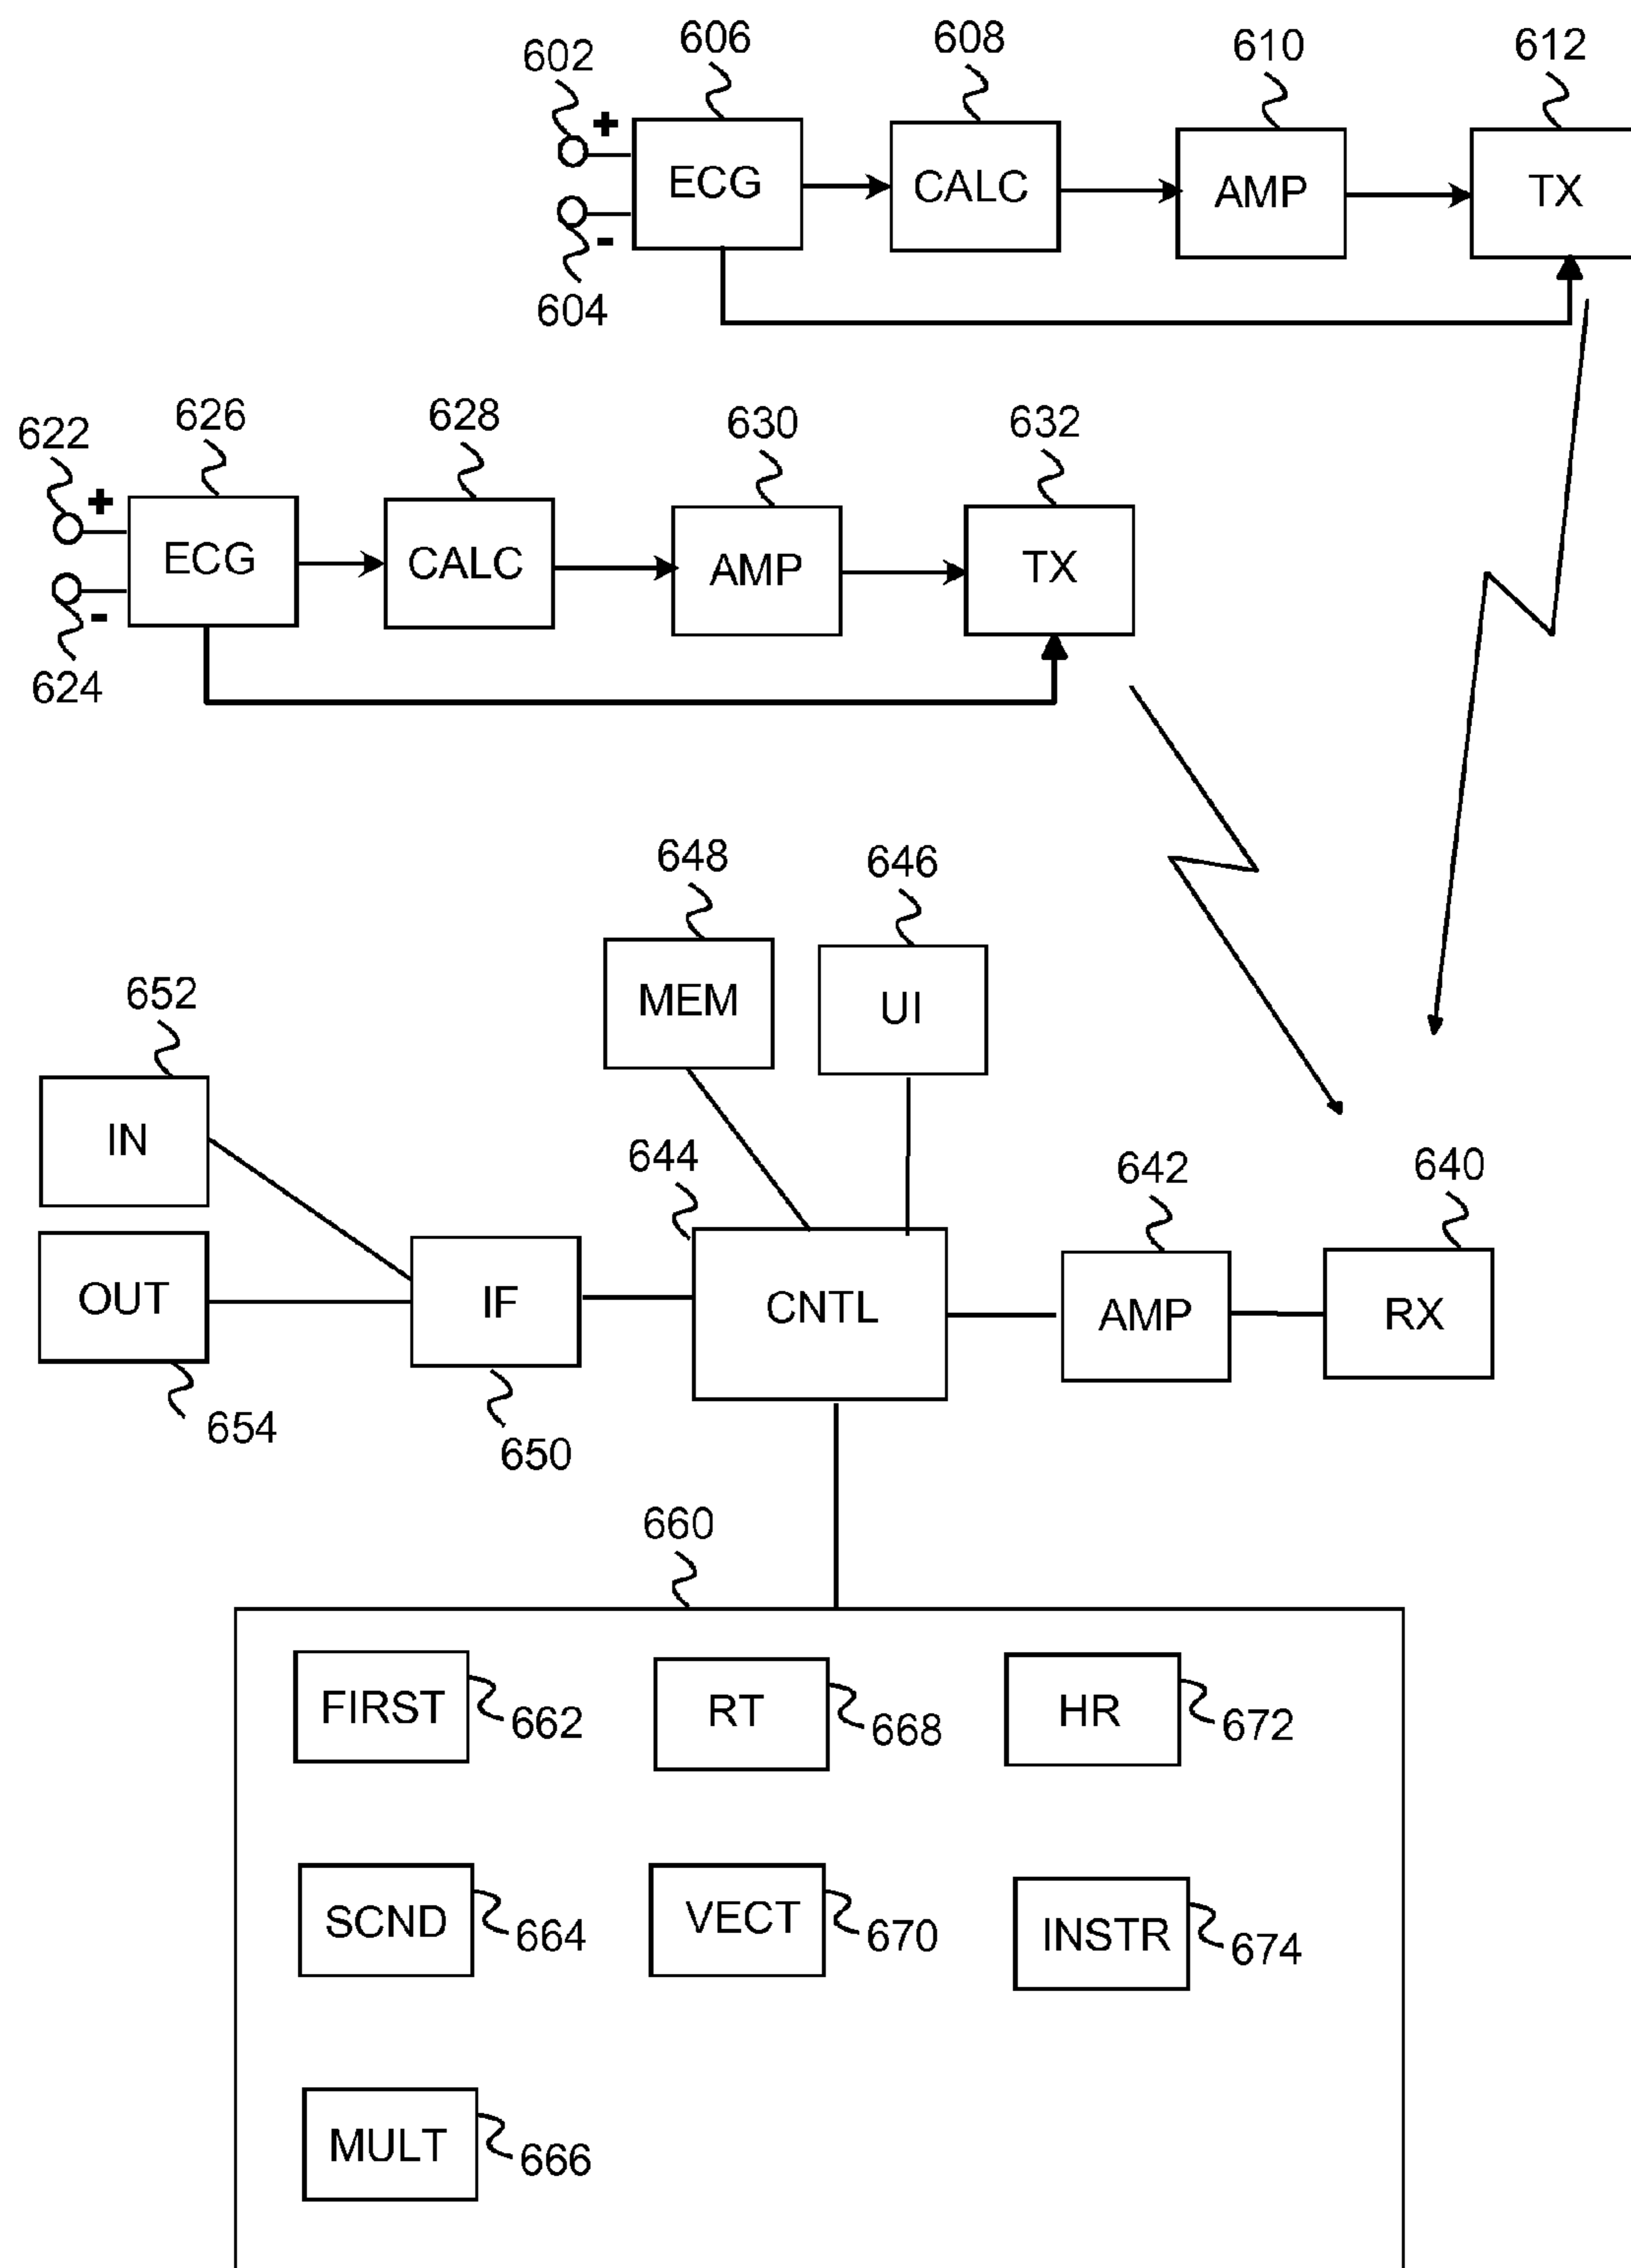 602
606
608
610
612
+
ECG
CALC
AMP
TX
-
604
622
626
628
630
632
+
ECG
CALC
AMP
TX
-
624
648
646
652
MEM
UI
IN
644
642
640
OUT
IF
CNTL
AMP
RX
654
650
660
FIRST
662
RT
668
HR
672
SCND
664
VECT
670
INSTR
674
MULT
666